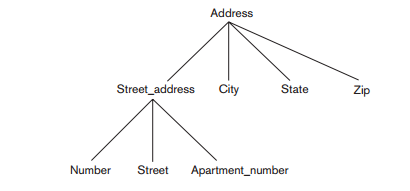 Address
Street_address City State Zip
Number Street Apartment_number